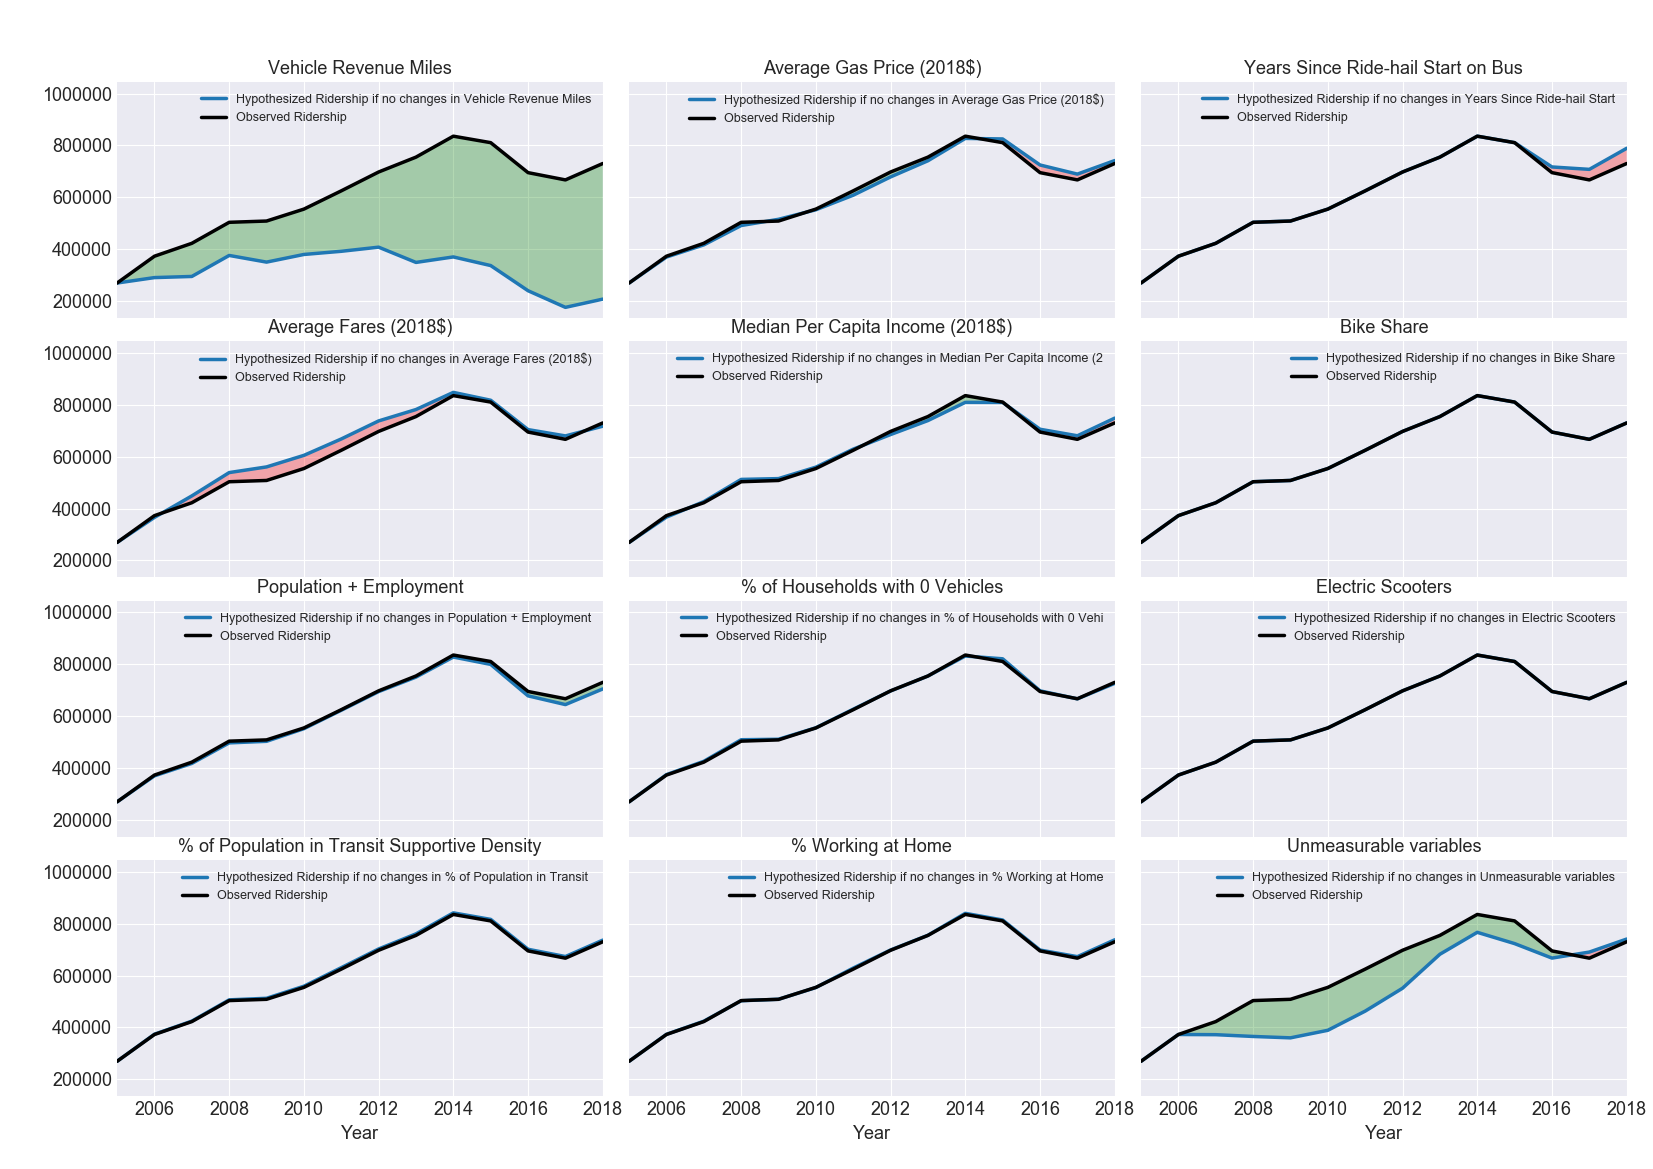 Vehicle Revenue Miles
1000000
800000
600000
400000
200000
Hypothesized Ridership if no changes in Vehicle Revenue Miles
Observed Ridership
Average Gas Price (2018$)
Hypothesized Ridership if no changes in Average Gas Price (2018$)
Observed Ridership
Years Since Ride-hail Start on Bus
Hypothesized Ridership if no changes in Years Since Ride-hail Start
Observed Ridership
Average Fares (2018$)
1000000
800000
600000
400000
200000
Hypothesized Ridership if no changes in Average Fares (2018$)
Observed Ridership
Median Per Capita Income (2018$)
Hypothesized Ridership if no changes in Median Per Capita Income (2
Observed Ridership
Bike Share
Hypothesized Ridership if no changes in Bike Share
Observed Ridership
Population + Employment
1000000
800000
600000
400000
200000
Hypothesized Ridership if no changes in Population + Employment
Observed Ridership
% of Households with 0 Vehicles
Hypothesized Ridership if no changes in % of Households with 0 Vehi
Observed Ridership
Electric Scooters
Hypothesized Ridership if no changes in Electric Scooters
Observed Ridership
% of Population in Transit Supportive Density
1000000
800000
600000
400000
200000
Hypothesized Ridership if no changes in % of Population in Transit
Observed Ridership
2006 2008 2010 2012 2014 2016 2018
Year
% Working at Home
Hypothesized Ridership if no changes in % Working at Home
Observed Ridership
2006 2008 2010 2012 2014 2016 2018
Year
Unmeasurable variables
Hypothesized Ridership if no changes in Unmeasurable variables
Observed Ridership
2006 2008 2010 2012 2014 2016 2018
Year